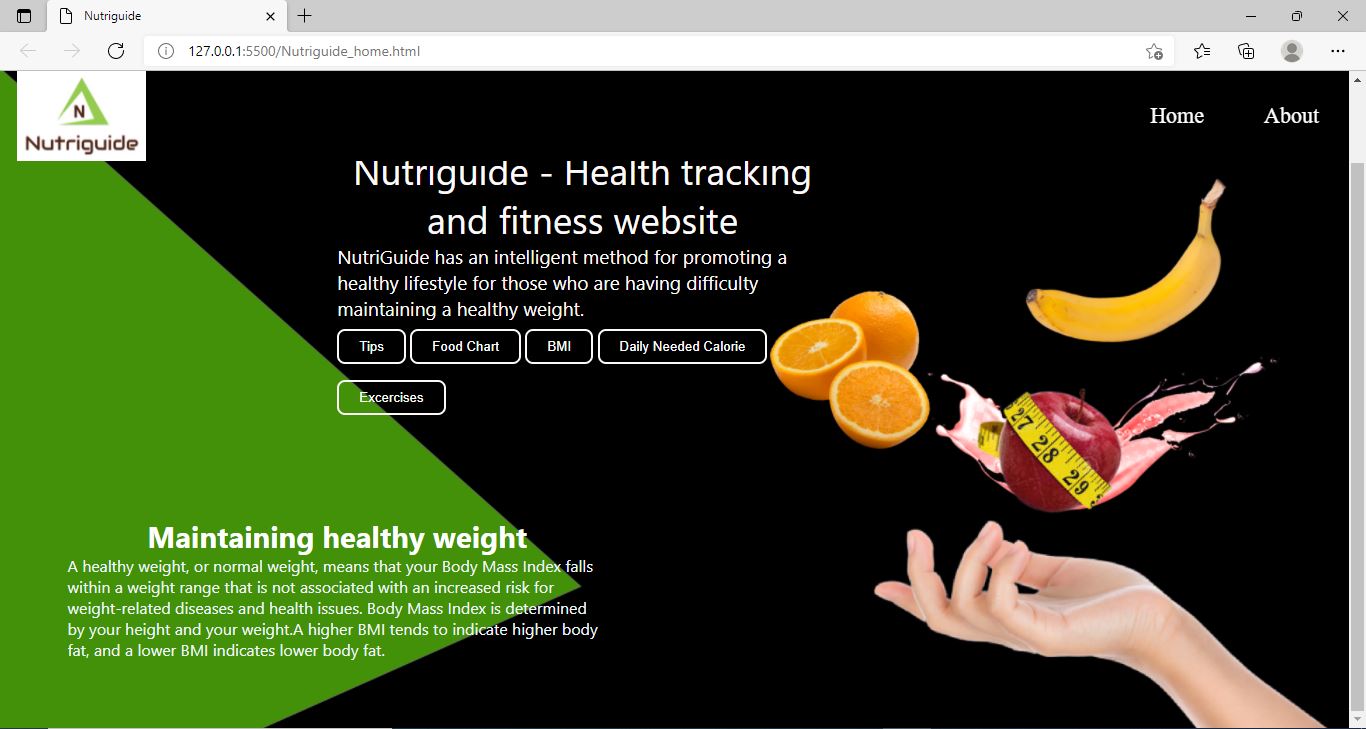 Nutriguide
127.0.0.1:5500/Nutriguide_home.html
N
Nutriguide
Home About
Nutriguide - Health tracking
and fitness website
NutriGuide has an intelligent method for promoting a
healthy lifestyle for those who are having difficulty
maintaining a healthy weight.
Tips Food Chart BMI Daily Needed Calorie
Excercises
27 28 29
Maintaining healthy weight
A healthy weight, or normal weight, means that your Body Mass Index falls
within a weight range that is not associated with an increased risk for
weight-related diseases and health issues. Body Mass Index is determined
by your height and your weight.A higher BMI tends to indicate higher body
fat, and a lower BMI indicates lower body fat.